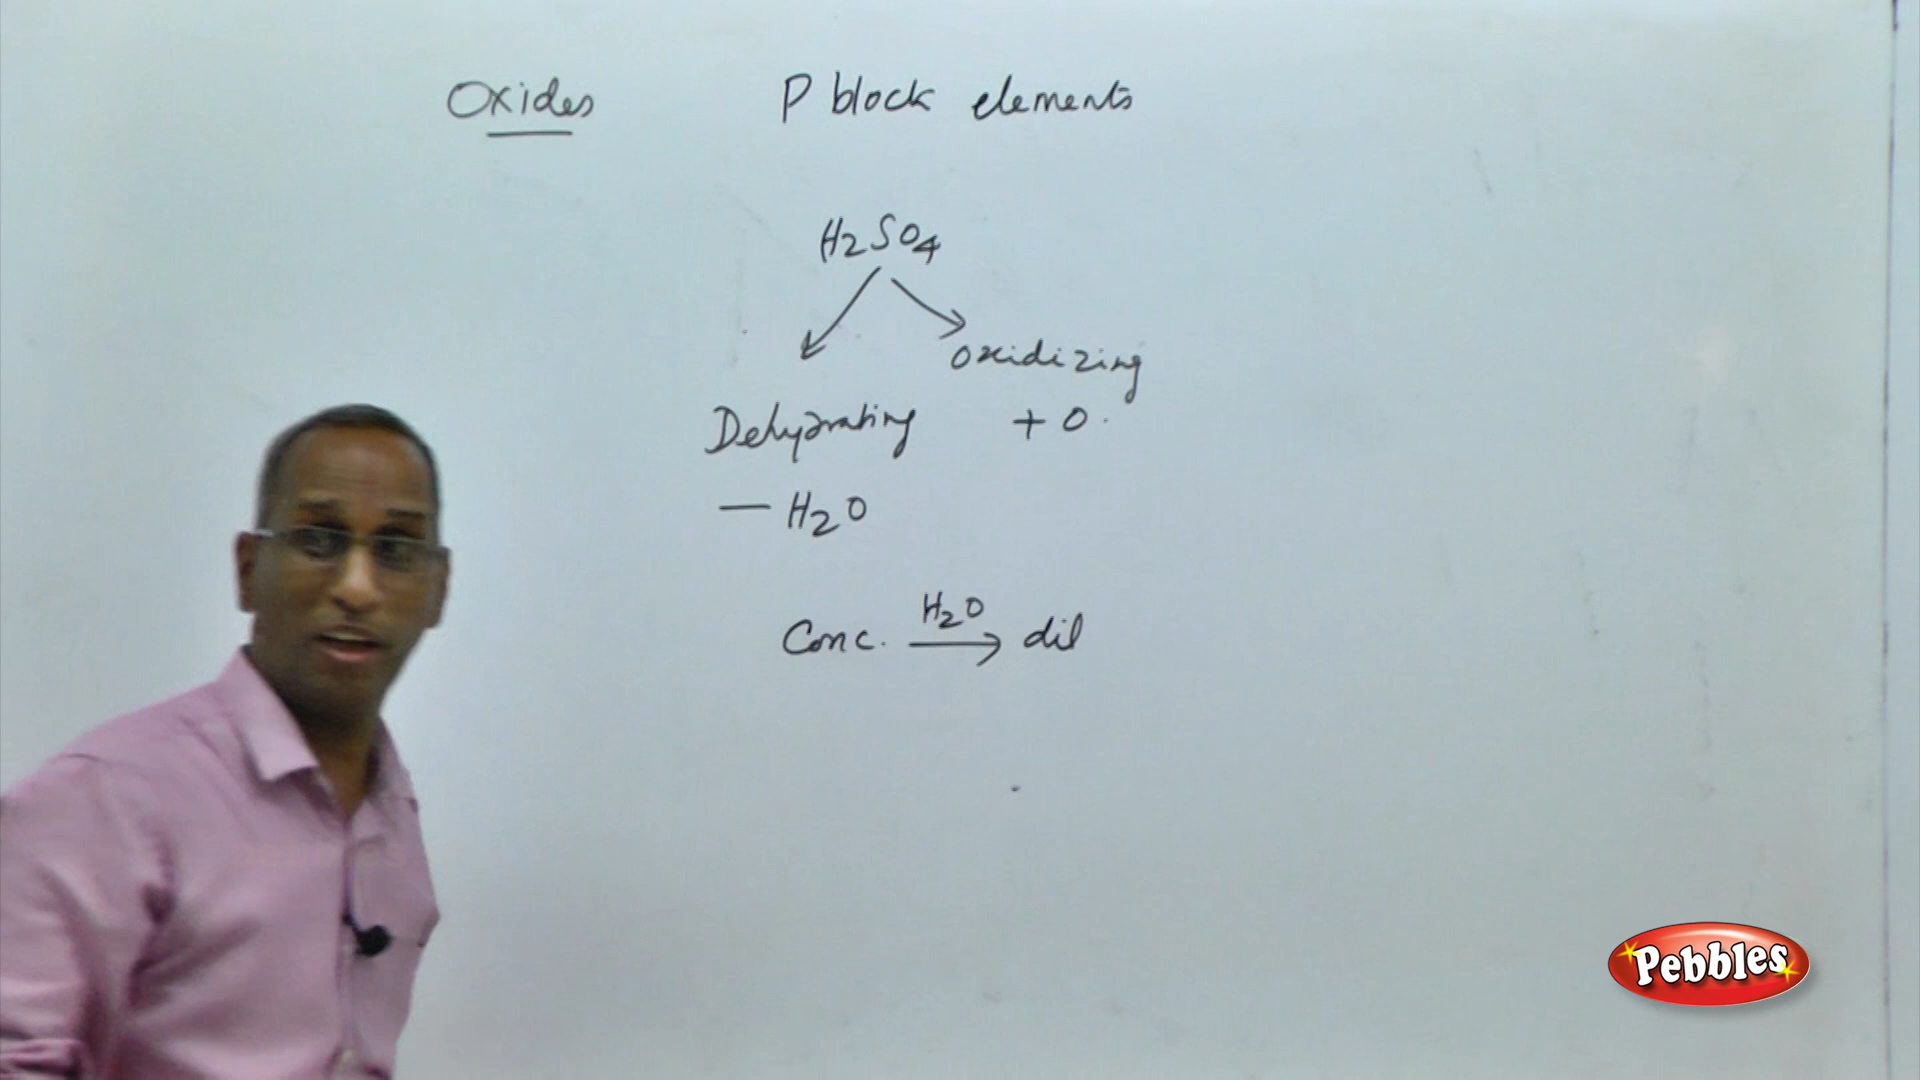 Oxides P block elements
H2SO4
oxidizing
Dehydrating + O
— H2O
Conc. H2O → dil
Pebbles